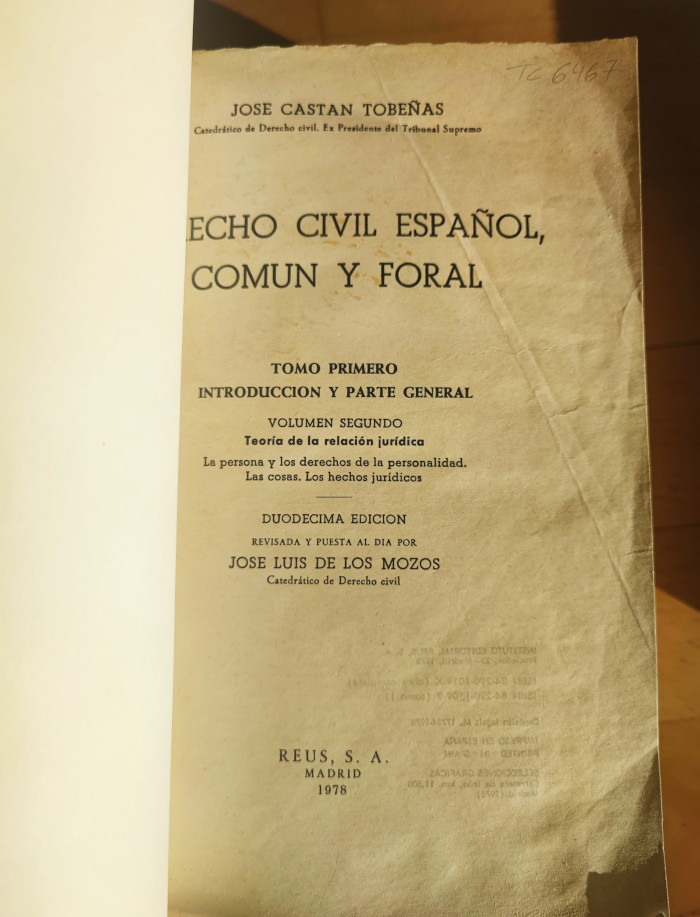 TC 6467
JOSE CASTAN TOBEÑAS
Catedrático de Derecho civil. Ex Presidente del Tribunal Supremo
ECHO CIVIL ESPAÑOL,
COMUN Y FORAL
TOMO PRIMERO
INTRODUCCION Y PARTE GENERAL
VOLUMEN SEGUNDO
Teoría de la relación jurídica
La persona y los derechos de la personalidad.
Las cosas. Los hechos jurídicos
DUODECIMA EDICION
REVISADA Y PUESTA AL DIA POR
JOSE LUIS DE LOS MOZOS
Catedrático de Derecho civil
REUS, S. A.
MADRID
1978